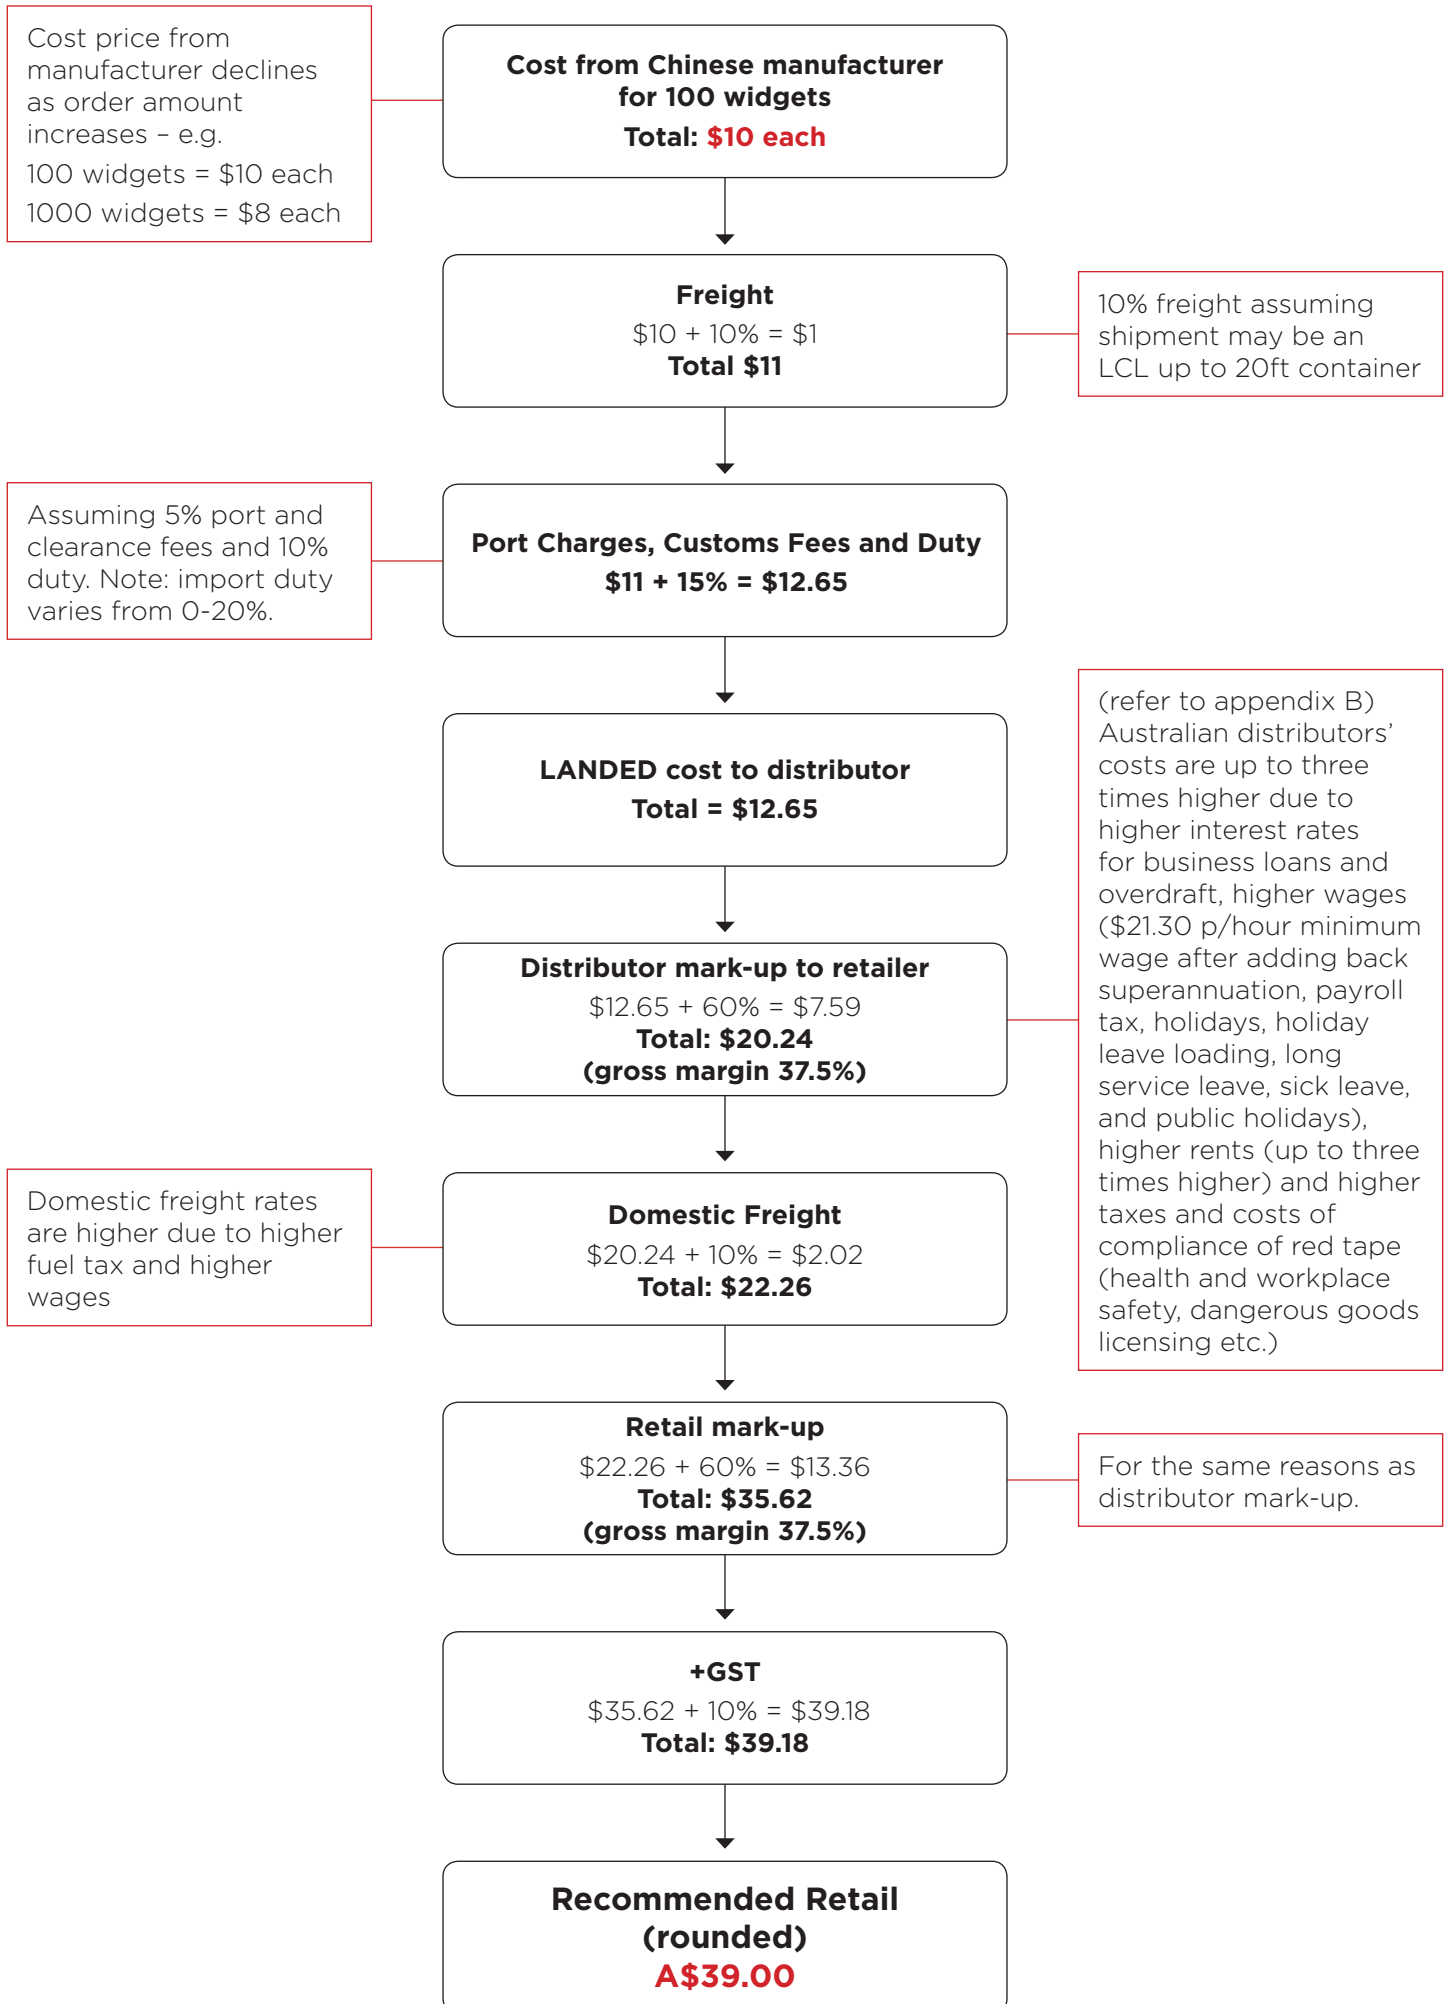 Cost price from
manufacturer declines
as order amount
increases – e.g.
100 widgets = $10 each
1000 widgets = $8 each
Cost from Chinese manufacturer
for 100 widgets
Total: $10 each
Freight
$10 + 10% = $1
Total $11
10% freight assuming
shipment may be an
LCL up to 20ft container
Assuming 5% port and
clearance fees and 10%
duty. Note: import duty
varies from 0-20%.
Port Charges, Customs Fees and Duty
$11 + 15% = $12.65
LANDED cost to distributor
Total = $12.65
(refer to appendix B)
Australian distributors’
costs are up to three
times higher due to
higher interest rates
for business loans and
overdraft, higher wages
($21.30 p/hour minimum
wage after adding back
superannuation, payroll
tax, holidays, holiday
leave loading, long
service leave, sick leave,
and public holidays),
higher rents (up to three
times higher) and higher
taxes and costs of
compliance of red tape
(health and workplace
safety, dangerous goods
licensing etc.)
Distributor mark-up to retailer
$12.65 + 60% = $7.59
Total: $20.24
(gross margin 37.5%)
Domestic freight rates
are higher due to higher
fuel tax and higher
wages
Domestic Freight
$20.24 + 10% = $2.02
Total: $22.26
Retail mark-up
$22.26 + 60% = $13.36
Total: $35.62
(gross margin 37.5%)
For the same reasons as
distributor mark-up.
+GST
$35.62 + 10% = $39.18
Total: $39.18
Recommended Retail
(rounded)
A$39.00